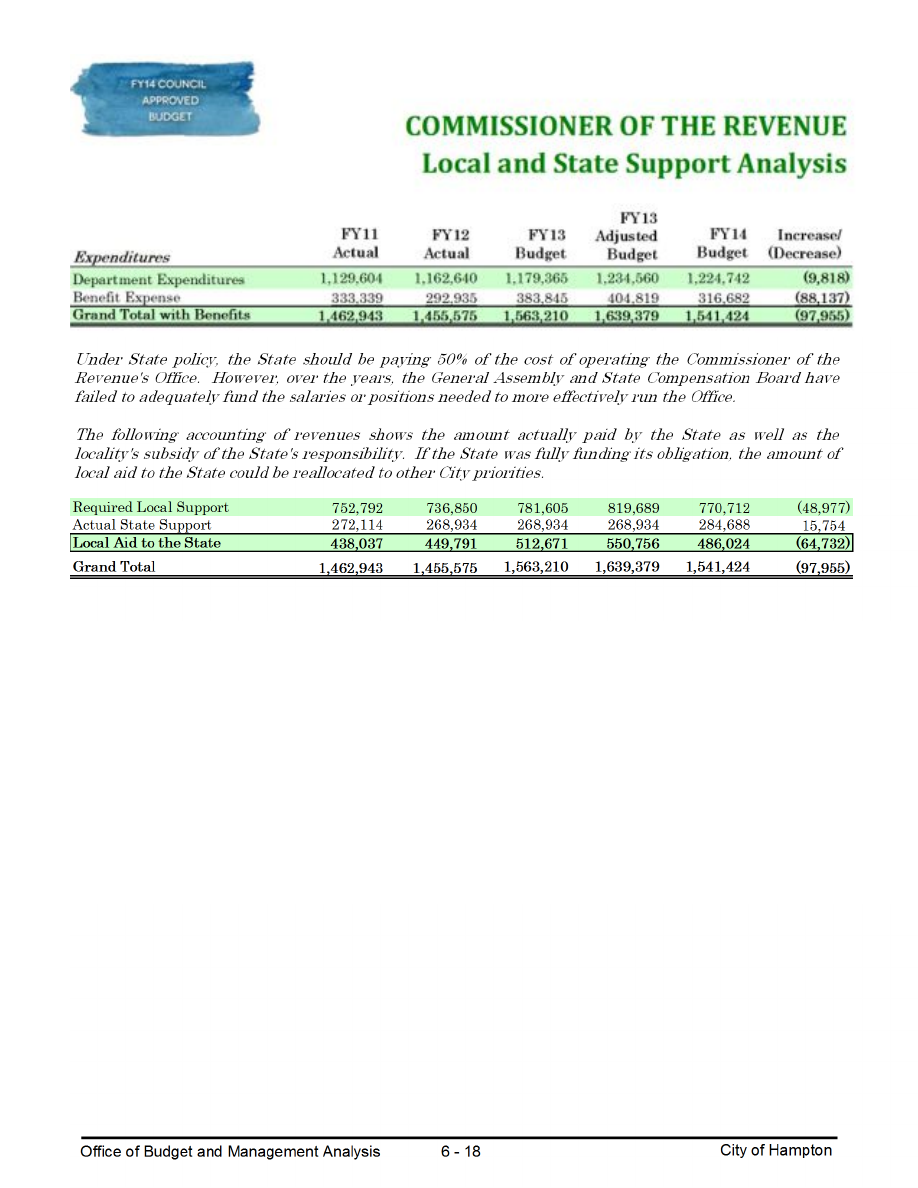 FY14 COUNCIL
APPROVED
BUDGET
COMMISSIONER OF THE REVENUE
Local and State Support Analysis
Expenditures FY11 Actual FY12 Actual FY13 Budget FY13 Adjusted Budget FY14 Budget Increase/ (Decrease)
Department Expenditures 1,129,604 1,162,640 1,179,365 1,234,560 1,224,742 (9,818)
Benefit Expense 333,339 292,935 383,845 404,819 316,682 (88,137)
Grand Total with Benefits 1,462,943 1,455,575 1,563,210 1,639,379 1,541,424 (97,955)
Under State policy, the State should be paying 50% of the cost of operating the Commissioner of the
Revenue's Office. However, over the years, the General Assembly and State Compensation Board have
failed to adequately fund the salaries or positions needed to more effectively run the Office.
The following accounting of revenues shows the amount actually paid by the State as well as the
locality's subsidy of the State's responsibility. If the State was fully funding its obligation, the amount of
local aid to the State could be reallocated to other City priorities.
Required Local Support 752,792 736,850 781,605 819,689 770,712 (48,977)
Actual State Support 272,114 268,934 268,934 268,934 284,688 15,754
Local Aid to the State 438,037 449,791 512,671 550,756 486,024 (64,732)
Grand Total 1,462,943 1,455,575 1,563,210 1,639,379 1,541,424 (97,955)
Office of Budget and Management Analysis 6 - 18 City of Hampton